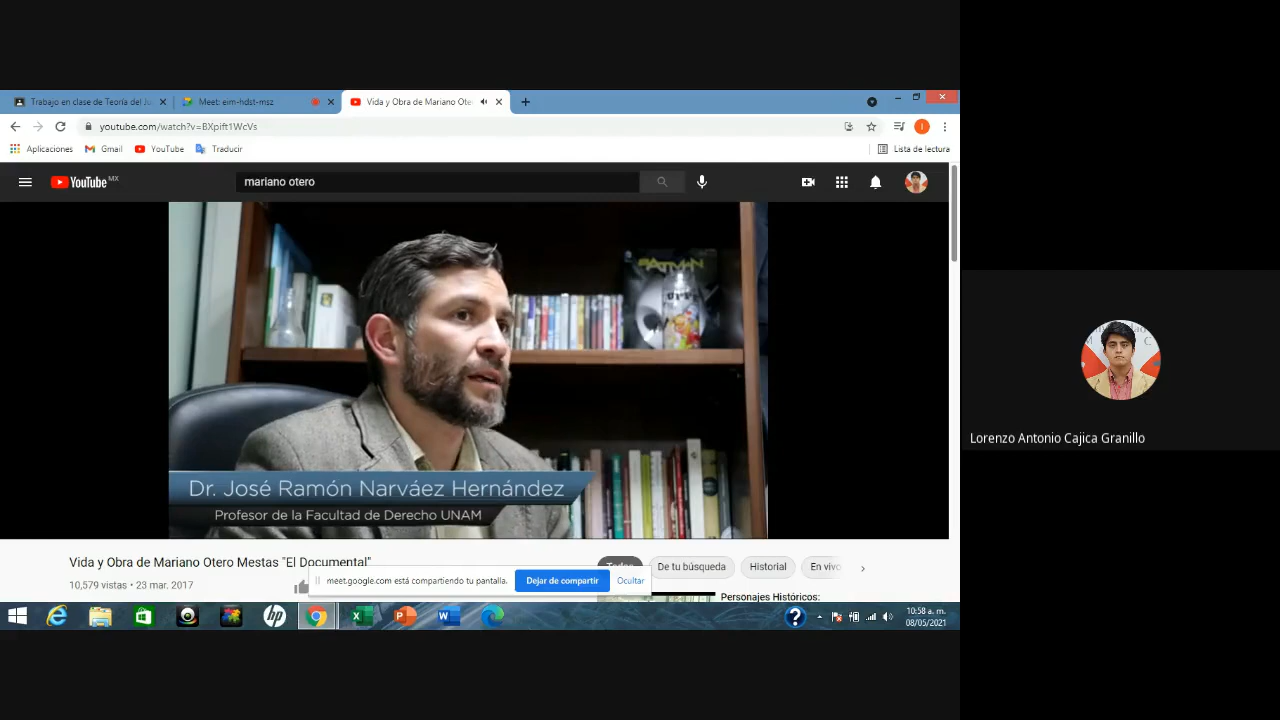 Trabajo en clase de Teoría del Ju
Meet: eim-hdst-msz
Vida y Obra de Mariano Oter
youtube.com/watch?v=BXpift1WcVs
Aplicaciones
Gmail
YouTube
Traducir
Lista de lectura
YouTube MX
mariano otero
BATMAN
Dr. José Ramón Narváez Hernández
Profesor de la Facultad de Derecho UNAM
Lorenzo Antonio Cajica Granillo
Vida y Obra de Mariano Otero Mestas "El Documental"
10,579 vistas • 23 mar. 2017
Todos
De tu búsqueda
Historial
En vivo
meet.google.com está compartiendo tu pantalla.
Dejar de compartir
Ocultar
Personajes Históricos:
10:58 a. m.
08/05/2021